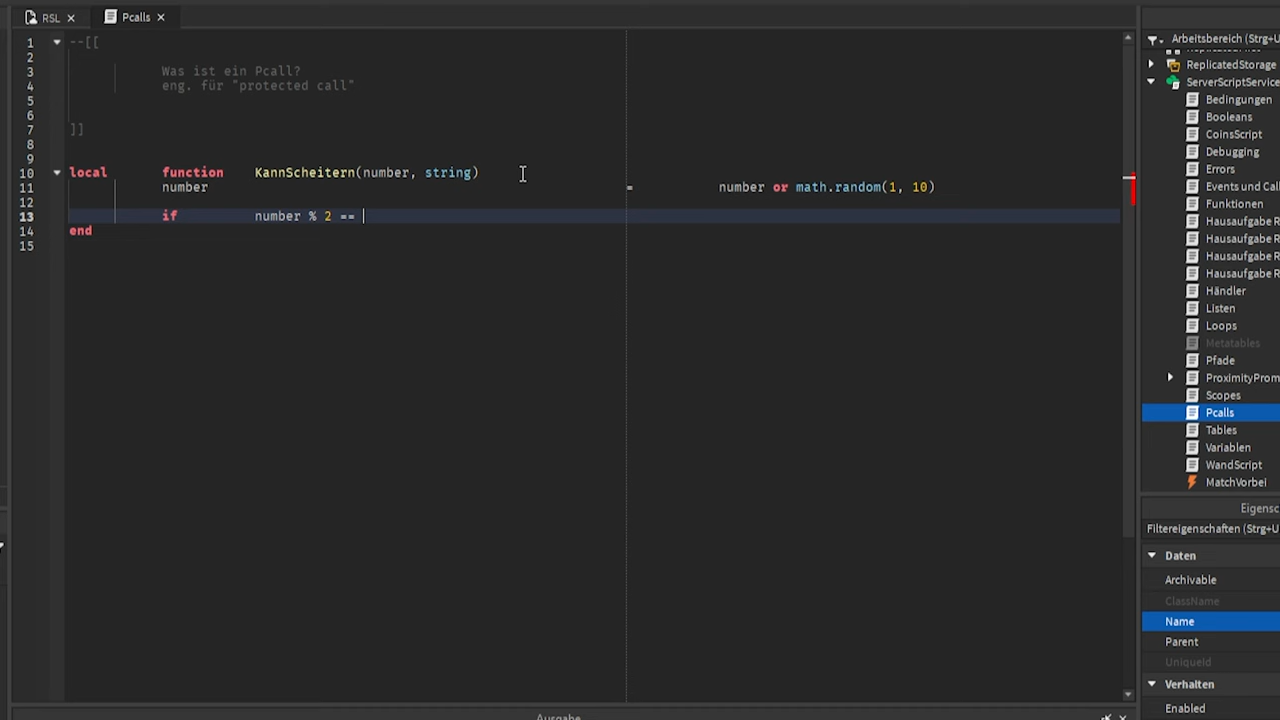 RSL
Pcalls
1 --[[
2
3 Was ist ein Pcall?
4 eng. für "protected call"
5
6
7 ]]
8
9
10 local function KannScheitern(number, string)
11 number = number or math.random(1, 10)
12
13 if number % 2 ==
14 end
15
Arbeitsbereich (Strg+U
ReplicatedStorage
ServerScriptService
Bedingungen
Booleans
CoinsScript
Debugging
Errors
Events und Cal
Funktionen
Hausaufgabe R
Hausaufgabe R
Hausaufgabe R
Hausaufgabe R
Händler
Listen
Loops
Metatables
Pfade
ProximityProm
Scopes
Pcalls
Tables
Variablen
WandScript
MatchVorbei
Eigensc
Filtereigenschaften (Strg+U
Daten
Archivable
ClassName
Name
Parent
UniqueId
Verhalten
Enabled
Ausgabe